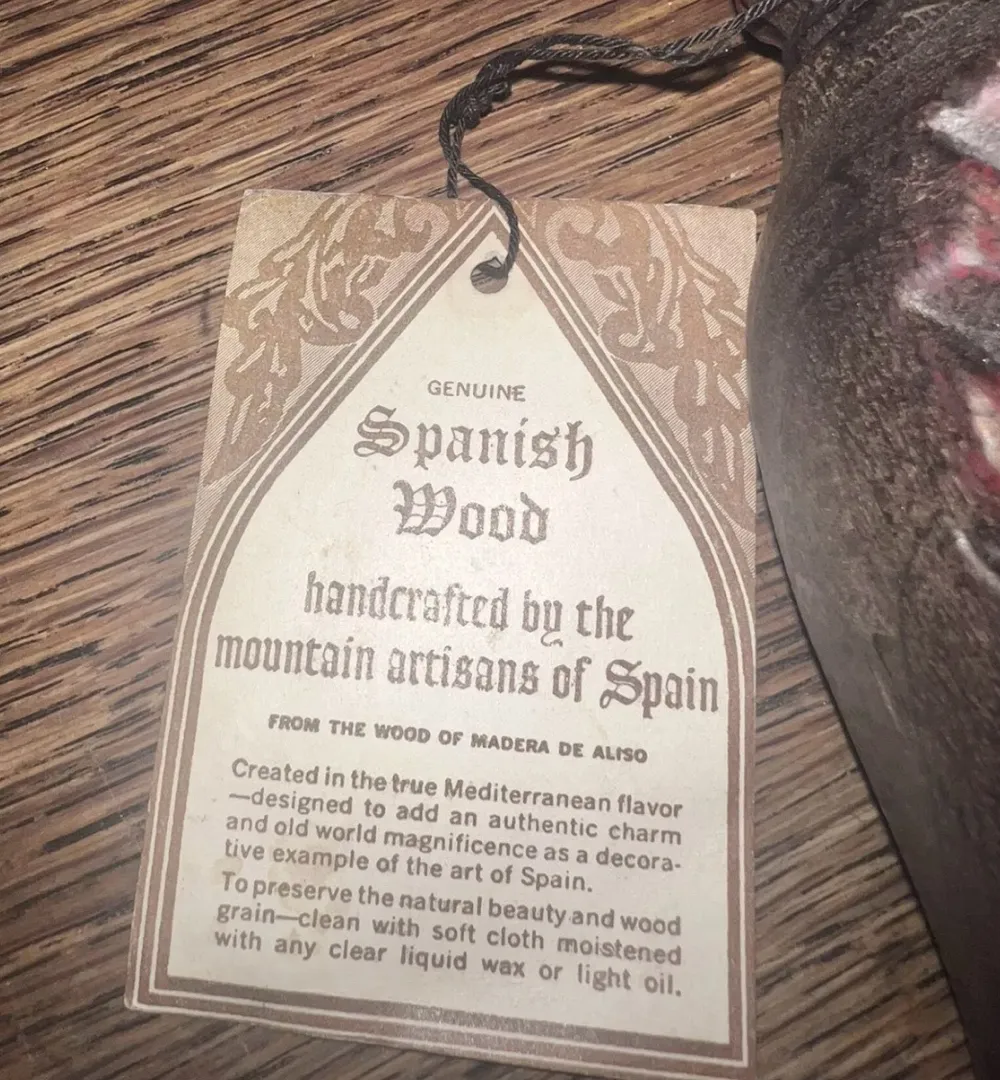 GENUINE
Spanish
Wood
handcrafted by the
mountain artisans of Spain
FROM THE WOOD OF MADERA DE ALISO
Created in the true Mediterranean flavor
—designed to add an authentic charm
and old world magnificence as a decora-
tive example of the art of Spain.
To preserve the natural beauty and wood
grain—clean with soft cloth moistened
with any clear liquid wax or light oil.